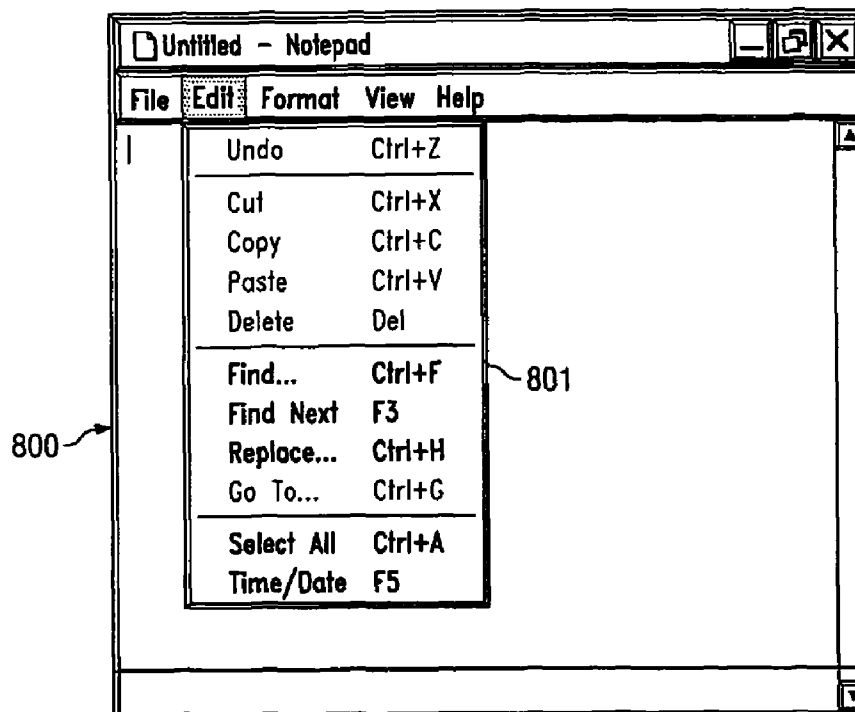 Untitled - Notepad
File Edit Format View Help
Undo Ctrl+Z
Cut Ctrl+X
Copy Ctrl+C
Paste Ctrl+V
Delete Del
Find... Ctrl+F
801
Find Next F3
800
Replace... Ctrl+H
Go To... Ctrl+G
Select All Ctrl+A
Time/Date F5